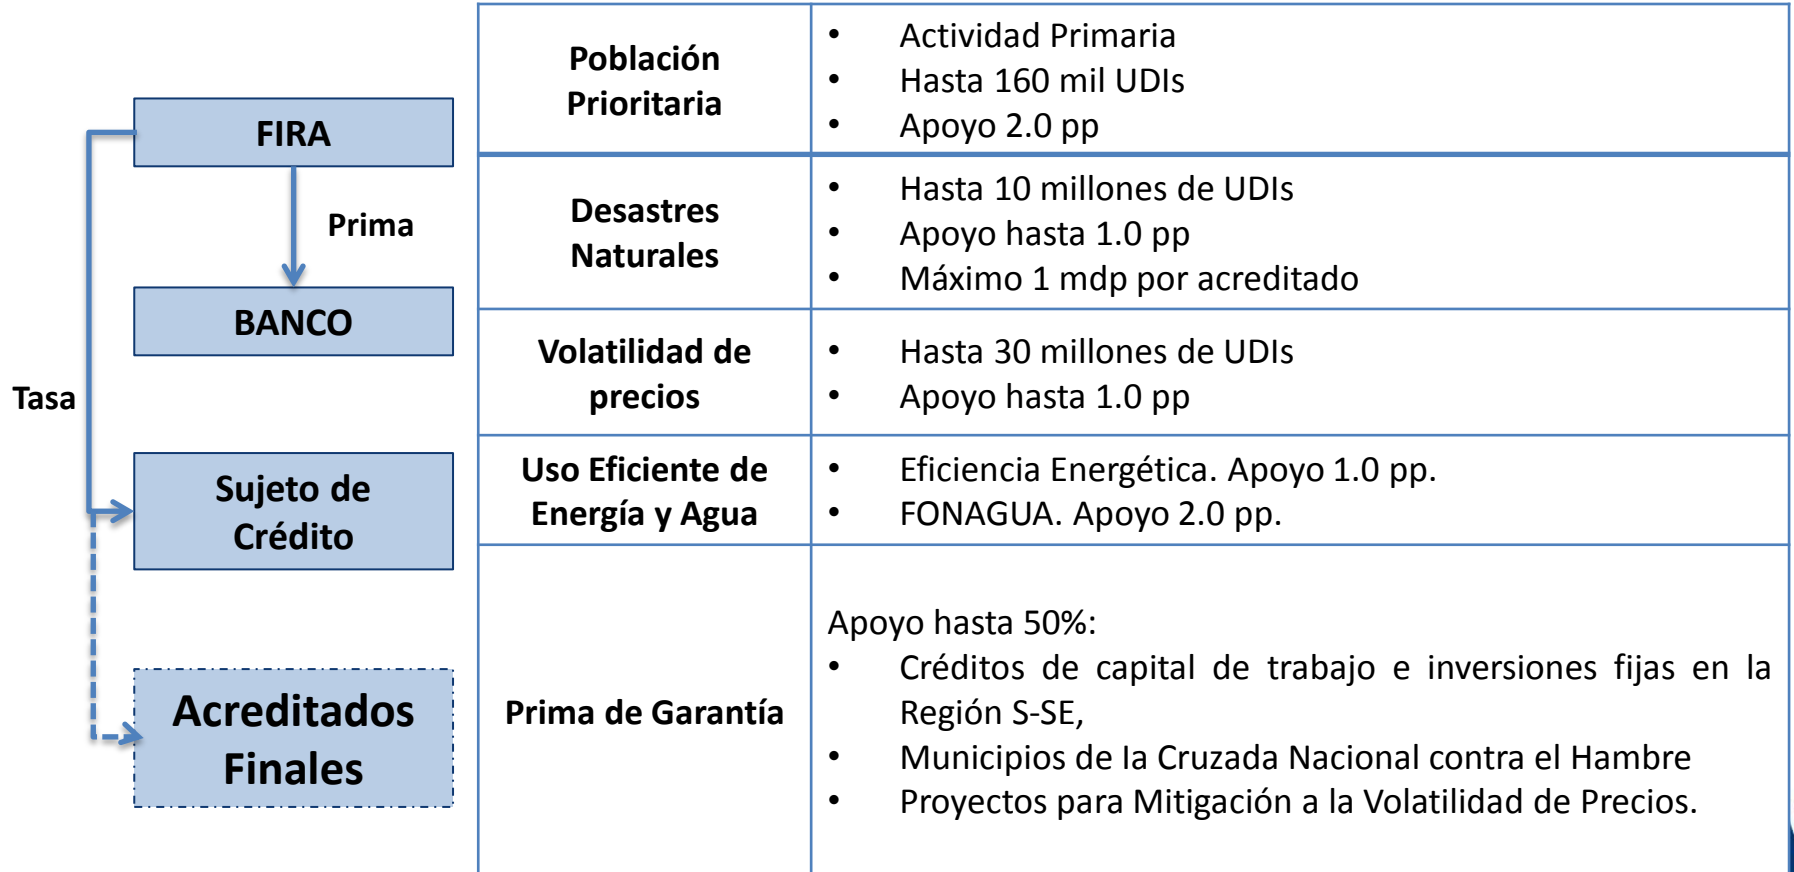 FIRA
Prima
BANCO
Tasa
Sujeto de
Crédito
Acreditados
Finales
Población
Prioritaria
• Actividad Primaria
• Hasta 160 mil UDIs
• Apoyo 2.0 pp
Desastres
Naturales
• Hasta 10 millones de UDIs
• Apoyo hasta 1.0 pp
• Máximo 1 mdp por acreditado
Volatilidad de
precios
• Hasta 30 millones de UDIs
• Apoyo hasta 1.0 pp
Uso Eficiente de
Energía y Agua
• Eficiencia Energética. Apoyo 1.0 pp.
• FONAGUA. Apoyo 2.0 pp.
Prima de Garantía
Apoyo hasta 50%:
• Créditos de capital de trabajo e inversiones fijas en la
Región S-SE,
• Municipios de la Cruzada Nacional contra el Hambre
• Proyectos para Mitigación a la Volatilidad de Precios.